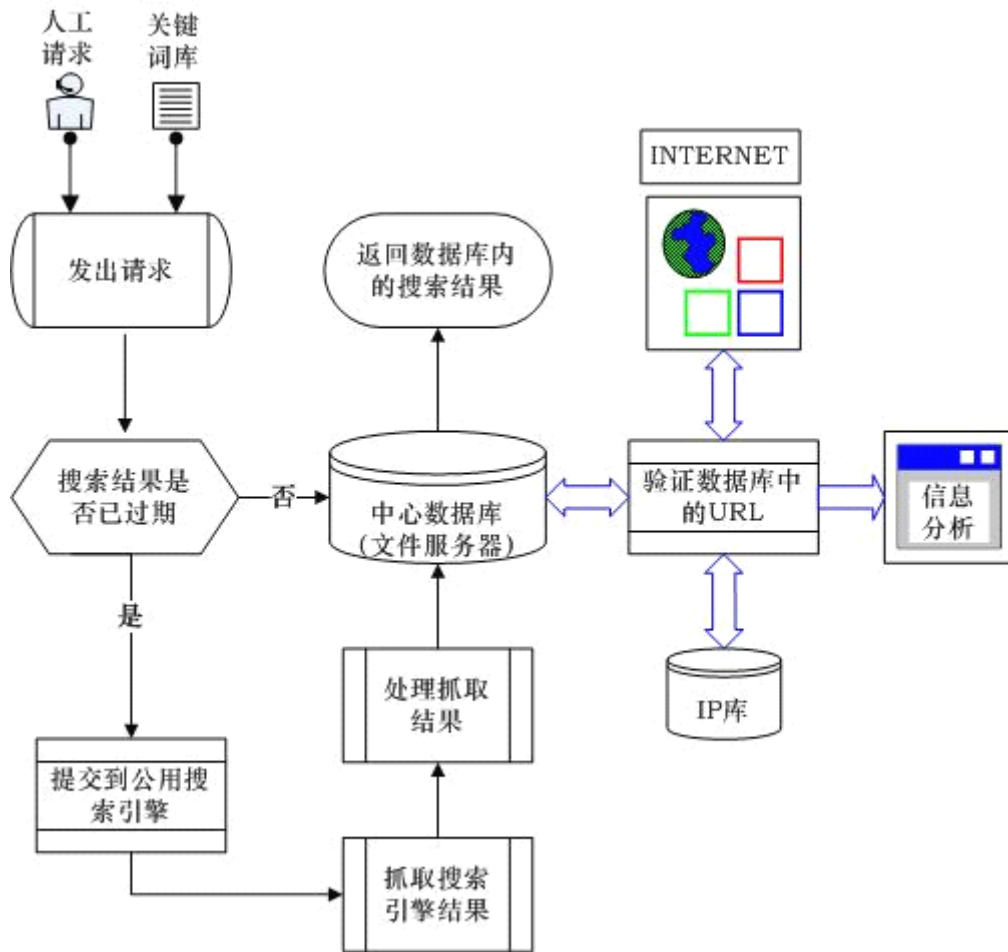 人工
请求
关键
词库
发出请求
返回数据库内
的搜索结果
INTERNET
搜索结果是
否已过期
否
中心数据库
(文件服务器)
验证数据库中
的URL
信息
分析
是
处理抓取
结果
IP库
提交到公用搜
索引擎
抓取搜索
引擎结果